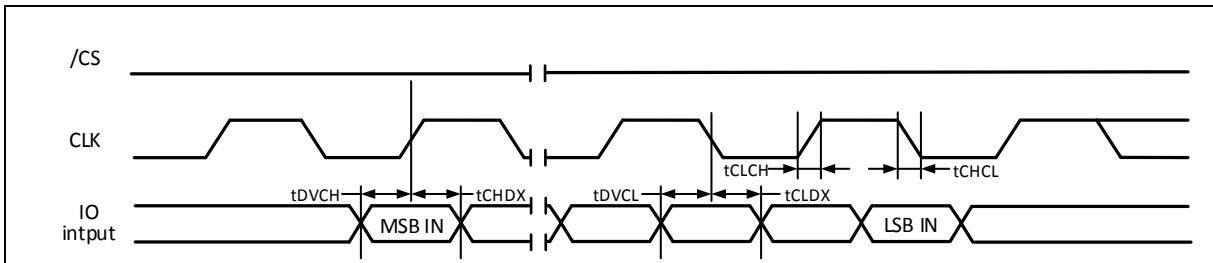 /CS
CLK
tCLCH
tCHCL
tDVCH
tCHDX
tDVCL
tCLDX
IO
intput
MSB IN
LSB IN